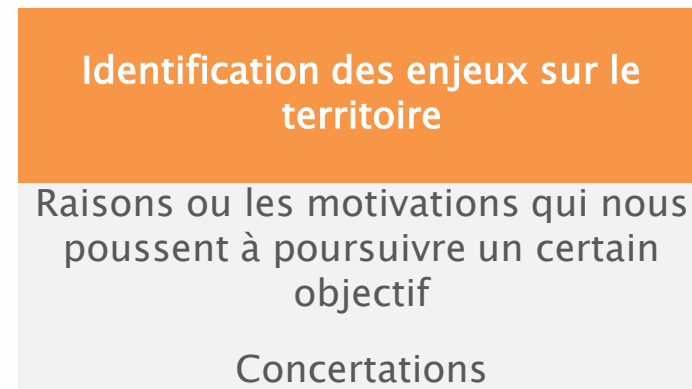 Identification des enjeux sur le
territoire
Raisons ou les motivations qui nous
poussent à poursuivre un certain
objectif
Concertations